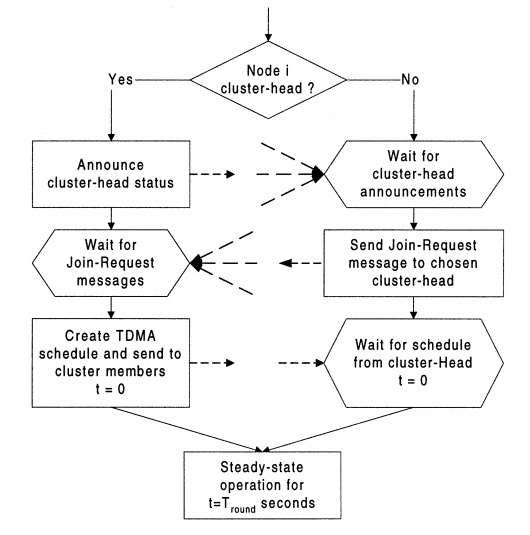 Node i
cluster-head ?
Yes
No
Announce
cluster-head status
Wait for
cluster-head
announcements
Wait for
Join-Request
messages
Send Join-Request
message to chosen
cluster-head
Create TDMA
schedule and send to
cluster members
t = 0
Wait for schedule
from cluster-Head
t = 0
Steady-state
operation for
t=Tround seconds